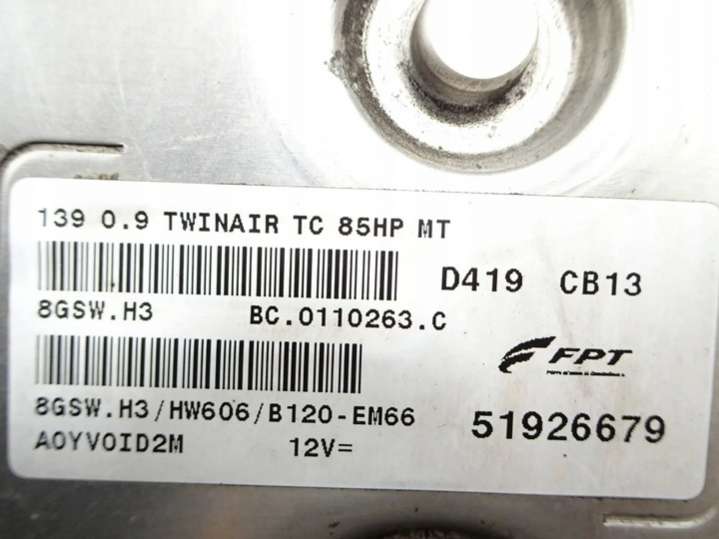 139 0.9 TWINAIR TC 85HP MT
D419 CB13
8GSW.H3 BC.0110263.C
FPT
8GSW.H3/HW606/B120-EM66
51926679
A0YV0ID2M 12V=